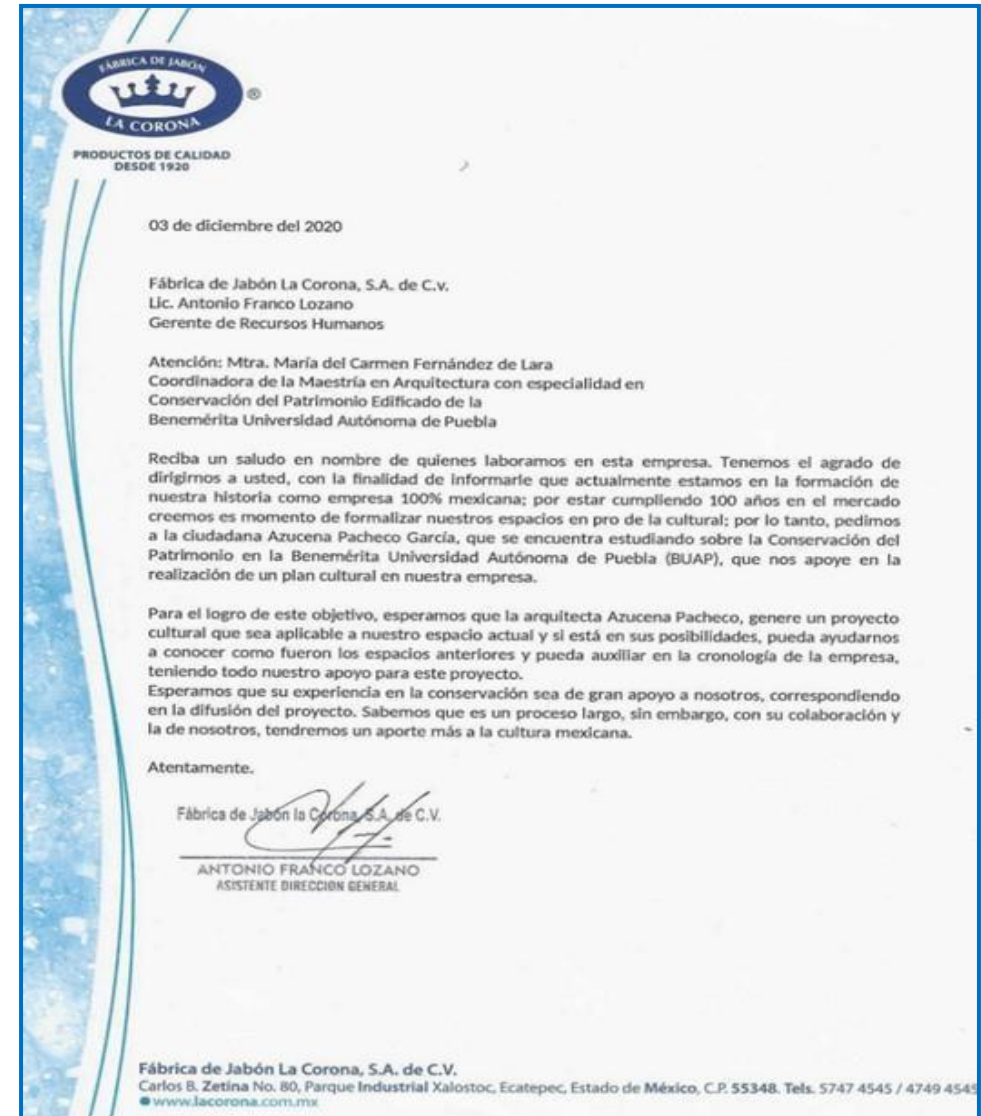 FÁBRICA DE JABÓN
LA CORONA
®
PRODUCTOS DE CALIDAD
DESDE 1920
03 de diciembre del 2020
Fábrica de Jabón La Corona, S.A. de C.v.
Lic. Antonio Franco Lozano
Gerente de Recursos Humanos
Atención: Mtra. María del Carmen Fernández de Lara
Coordinadora de la Maestría en Arquitectura con especialidad en
Conservación del Patrimonio Edificado de la
Benemérita Universidad Autónoma de Puebla
Reciba un saludo en nombre de quienes laboramos en esta empresa. Tenemos el agrado de
dirigirnos a usted, con la finalidad de informarle que actualmente estamos en la formación de
nuestra historia como empresa 100% mexicana; por estar cumpliendo 100 años en el mercado
creemos es momento de formalizar nuestros espacios en pro de la cultural; por lo tanto, pedimos
a la ciudadana Azucena Pacheco García, que se encuentra estudiando sobre la Conservación del
Patrimonio en la Benemérita Universidad Autónoma de Puebla (BUAP), que nos apoye en la
realización de un plan cultural en nuestra empresa.
Para el logro de este objetivo, esperamos que la arquitecta Azucena Pacheco, genere un proyecto
cultural que sea aplicable a nuestro espacio actual y si está en sus posibilidades, pueda ayudarnos
a conocer como fueron los espacios anteriores y pueda auxiliar en la cronología de la empresa,
teniendo todo nuestro apoyo para este proyecto.
Esperamos que su experiencia en la conservación sea de gran apoyo a nosotros, correspondiendo
en la difusión del proyecto. Sabemos que es un proceso largo, sin embargo, con su colaboración y
la de nosotros, tendremos un aporte más a la cultura mexicana.
Atentamente.
Fábrica de Jabón la Corona, S.A. de C.V.
ANTONIO FRANCO LOZANO
ASISTENTE DIRECCION GENERAL
Fábrica de Jabón La Corona, S.A. de C.V.
Carlos B. Zetina No. 80, Parque Industrial Xalostoc, Ecatepec, Estado de México, C.P. 55348. Tels. 5747 4545 / 4749 4545
www.lacorona.com.mx